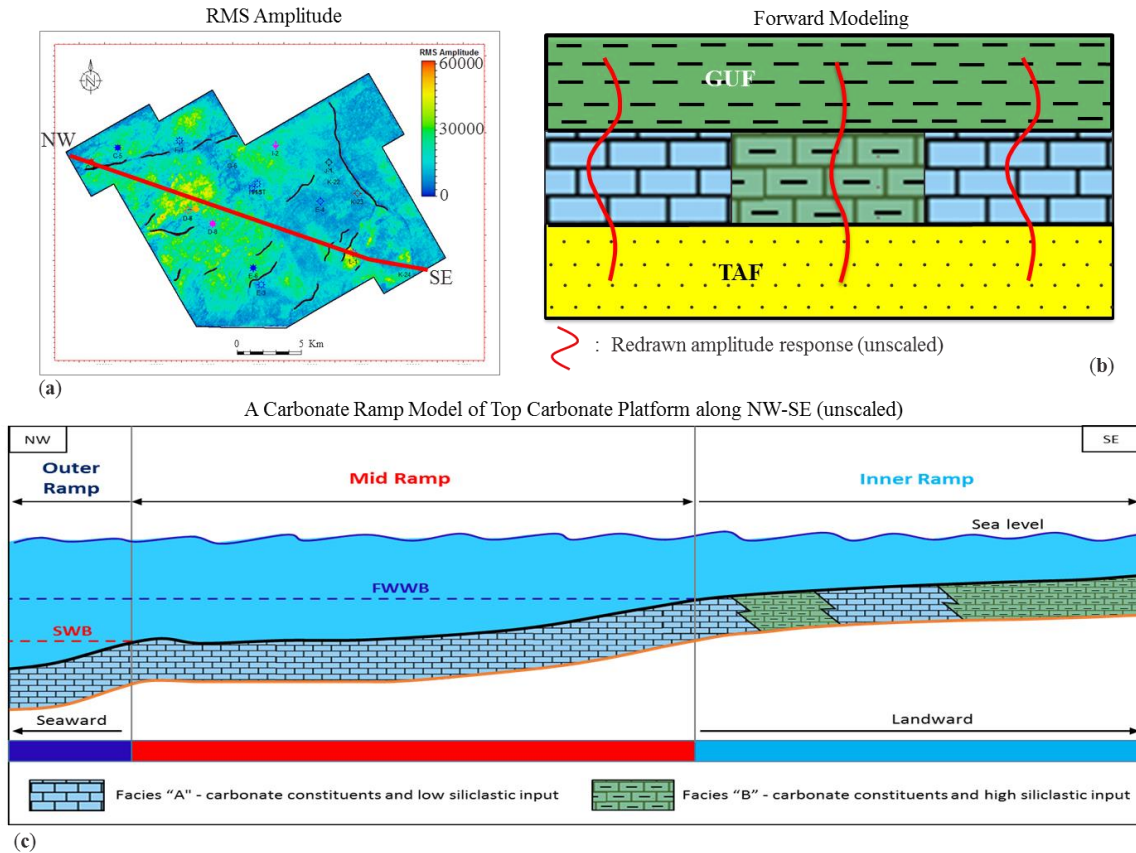 RMS Amplitude
RMS Amplitude
60000
30000
0
N
NW
SE
0 5 Km
(a)
Forward Modeling
GUF
TAF
: Redrawn amplitude response (unscaled)
(b)
A Carbonate Ramp Model of Top Carbonate Platform along NW-SE (unscaled)
NW
SE
Outer
Ramp
Mid Ramp
Inner Ramp
Sea level
FWWB
SWB
Seaward
Landward
Facies “A" - carbonate constituents and low siliclastic input
Facies “B” - carbonate constituents and high siliclastic input
(c)